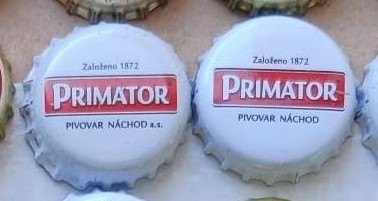 Založeno 1872
PRIMATOR
PIVOVAR NÁCHOD a.s.
Založeno 1872
PRIMATOR
PIVOVAR NÁCHOD